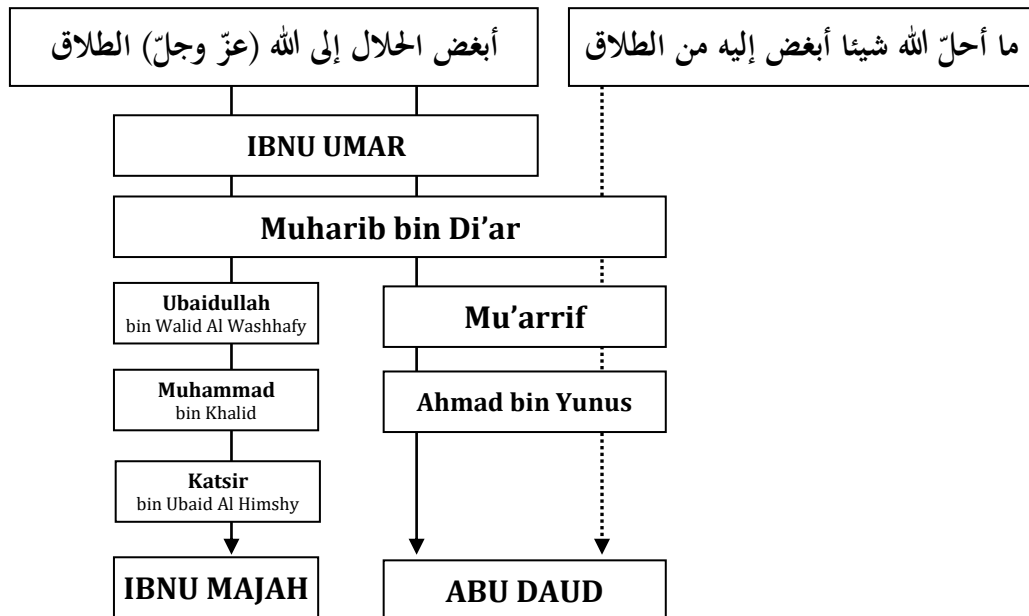 أبغض الحلال إلى الله (عزّ وجلّ) الطلاق
ما أحلّ الله شيئا أبغض إليه من الطلاق
IBNU UMAR
Muharib bin Di’ar
Ubaidullah
bin Walid Al Washhafy
Mu’arrif
Muhammad
bin Khalid
Ahmad bin Yunus
Katsir
bin Ubaid Al Himshy
IBNU MAJAH
ABU DAUD